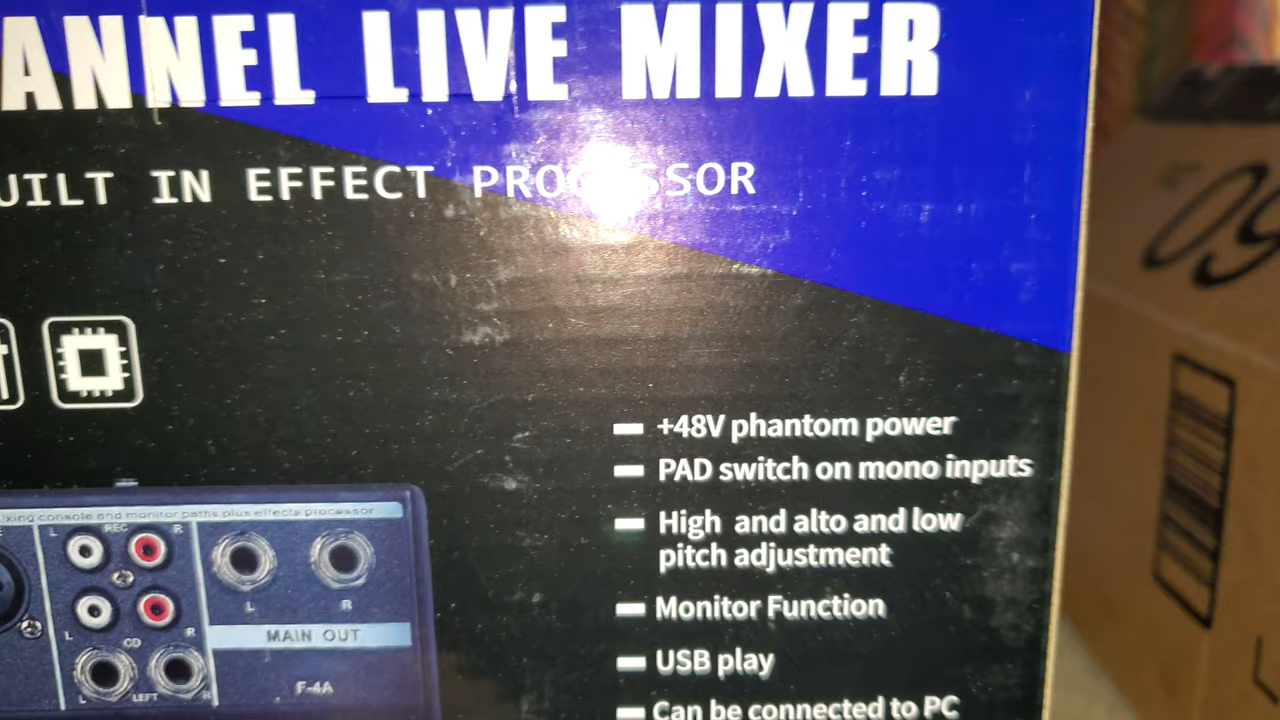 ANNEL LIVE MIXER
UILT IN EFFECT PROCESSOR
+48V phantom power
PAD switch on mono inputs
High and alto and low
pitch adjustment
Monitor Function
USB play
Can be connected to PC
ixing console and monitor paths plus effects processor
L REC R
L R
L CD R
MAIN OUT
L LEFT R
F-4A
OS